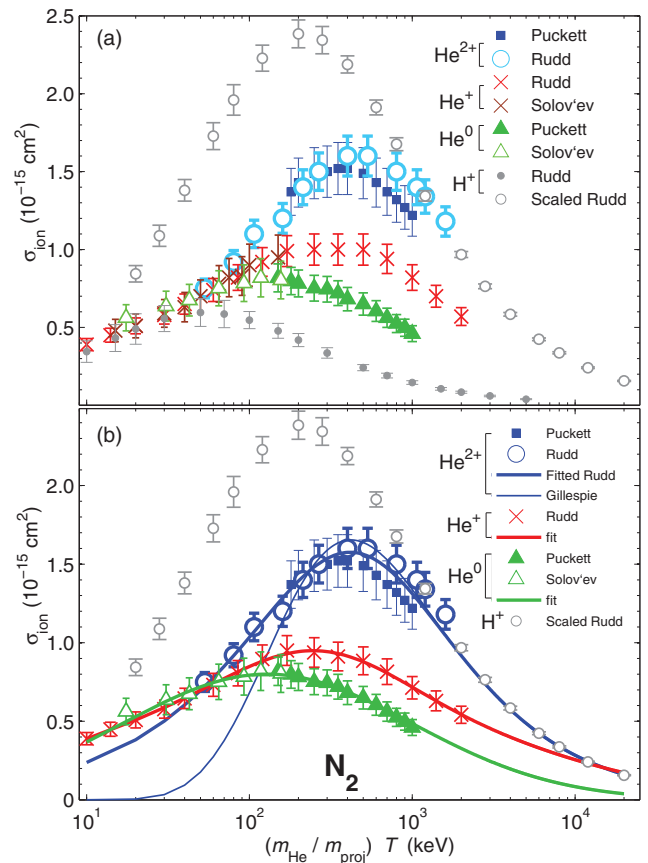 (a)
2.5
2.0
1.5
1.0
0.5
σion (10⁻¹⁵ cm²)
He²⁺
Puckett
Rudd
He⁺
Rudd
Solov'ev
He⁰
Puckett
Solov'ev
H⁺
Rudd
Scaled Rudd
(b)
2.0
1.5
1.0
0.5
0
σion (10⁻¹⁵ cm²)
He²⁺
Puckett
Rudd
Fitted Rudd
Gillespie
He⁺
Rudd
fit
He⁰
Puckett
Solov'ev
fit
H⁺
Scaled Rudd
N₂
10¹ 10² 10³ 10⁴
(mHe / mproj) T (keV)